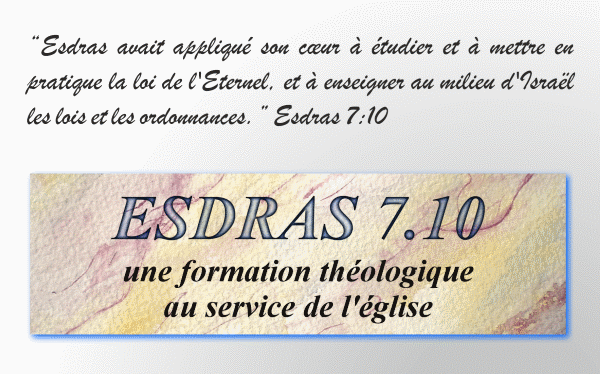 “Esdras avait appliqué son cœur à étudier et à mettre en
pratique la loi de l'Eternel, et à enseigner au milieu d'Israël
les lois et les ordonnances.” Esdras 7:10
ESDRAS 7.10
une formation théologique
au service de l'église